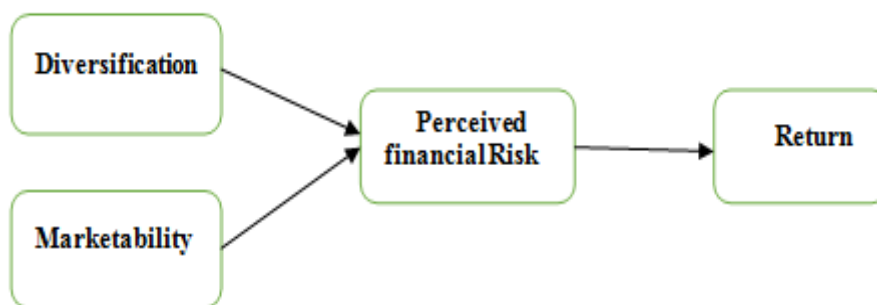 Diversification
Marketability
Perceived
financialRisk
Return